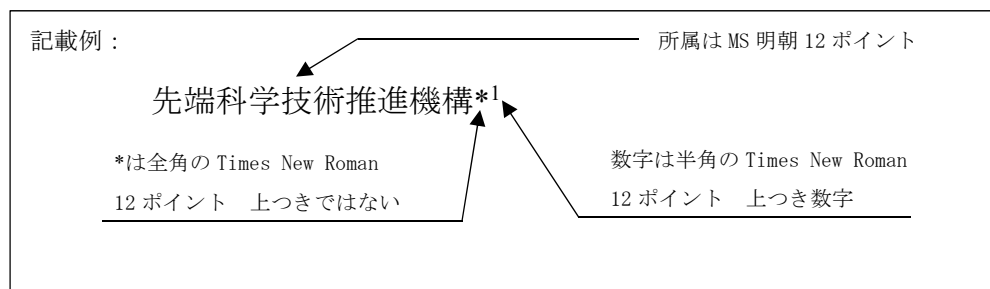 記載例：
所属は MS 明朝 12 ポイント
先端科学技術推進機構*1
*は全角の Times New Roman
12 ポイント　上つきではない
数字は半角の Times New Roman
12 ポイント　上つき数字